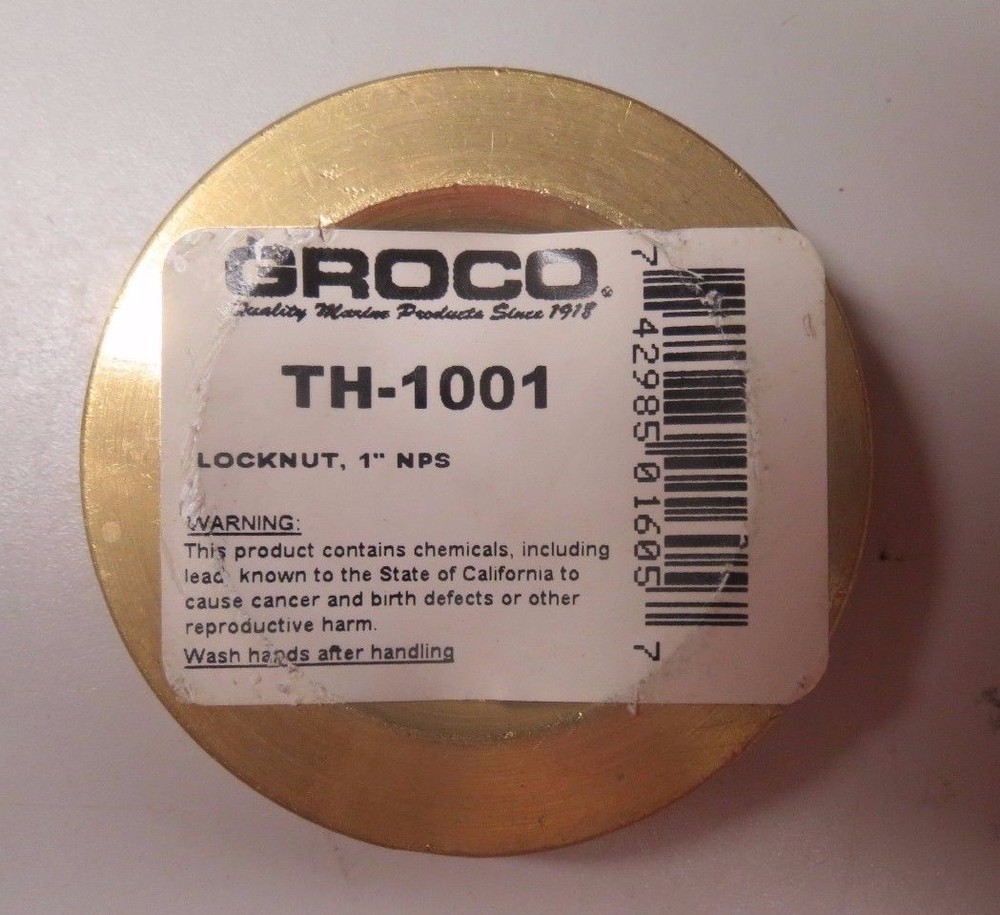 GROCO®
Quality Marine Products Since 1918
TH-1001
LOCKNUT, 1" NPS
WARNING:
This product contains chemicals, including
lead known to the State of California to
cause cancer and birth defects or other
reproductive harm.
Wash hands after handling
7 42985 01605 7